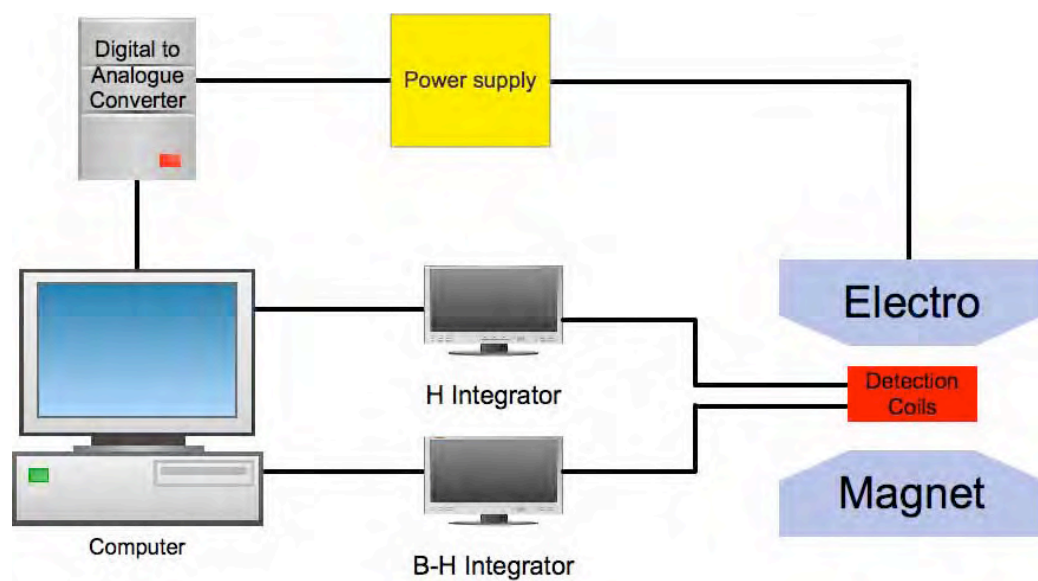 Digital to
Analogue
Converter
Power supply
Electro
Detection
Coils
H Integrator
Magnet
Computer
B-H Integrator